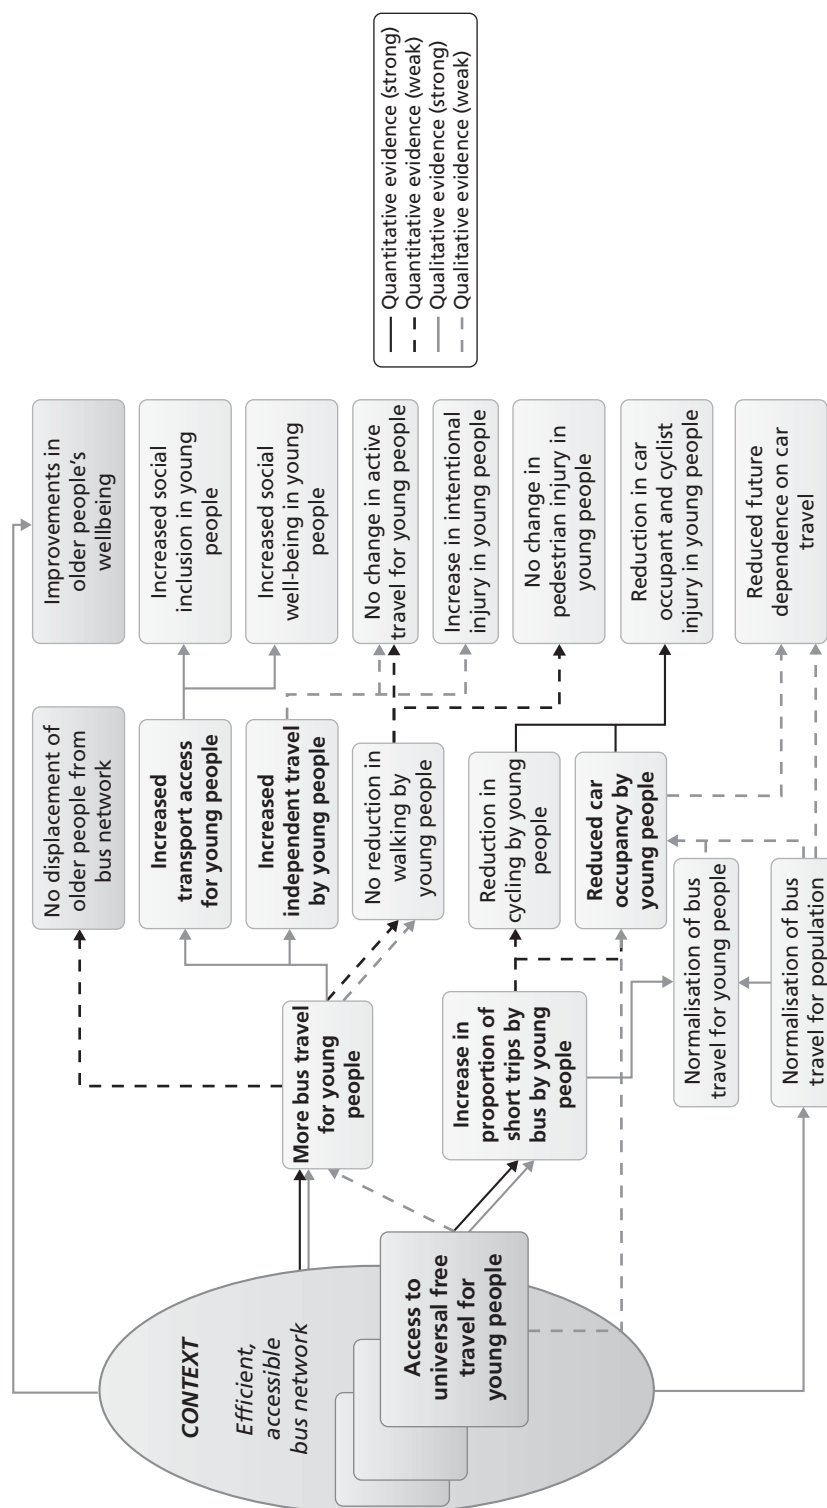 CONTEXT
Efficient,
accessible
bus network
Access to
universal free
travel for
young people
More bus travel
for young
people
Increase in
proportion of
short trips by
bus by young
people
Normalisation of bus
travel for young people
Normalisation of bus
travel for population
No displacement of
older people from
bus network
Increased
transport access
for young people
Increased
independent travel
by young people
No reduction in
walking by
young people
Reduction in
cycling by young
people
Reduced car
occupancy by
young people
Improvements in
older people's
wellbeing
Increased social
inclusion in young
people
Increased social
well-being in young
people
No change in active
travel for young people
Increase in intentional
injury in young people
No change in
pedestrian injury in
young people
Reduction in car
occupant and cyclist
injury in young people
Reduced future
dependence on car
travel
Quantitative evidence (strong)
Quantitative evidence (weak)
Qualitative evidence (strong)
Qualitative evidence (weak)